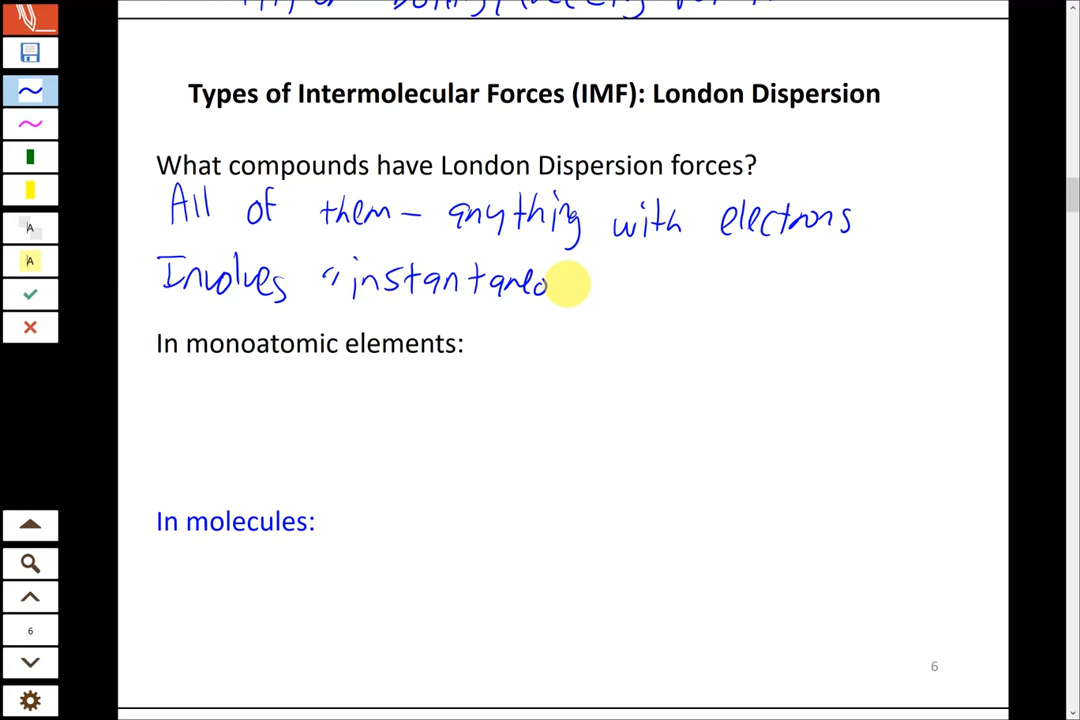 Types of Intermolecular Forces (IMF): London Dispersion
What compounds have London Dispersion forces?
All of them – anything with electrons
Involves "instantaneo
In monoatomic elements:
In molecules:
6
6